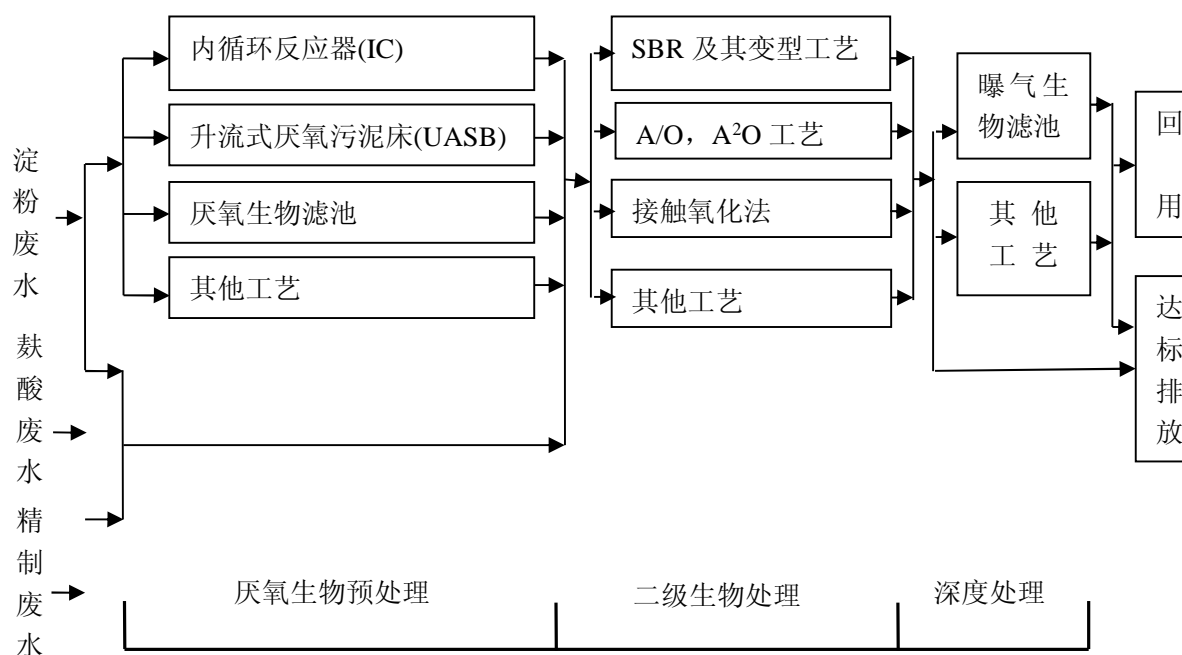 淀
粉
废
水
麸
酸
废
水
精
制
废
水
内循环反应器(IC)
升流式厌氧污泥床(UASB)
厌氧生物滤池
其他工艺
SBR 及其变型工艺
A/O，A²O 工艺
接触氧化法
其他工艺
曝气生
物滤池
其 他
工 艺
回
用
达
标
排
放
厌氧生物预处理
二级生物处理
深度处理